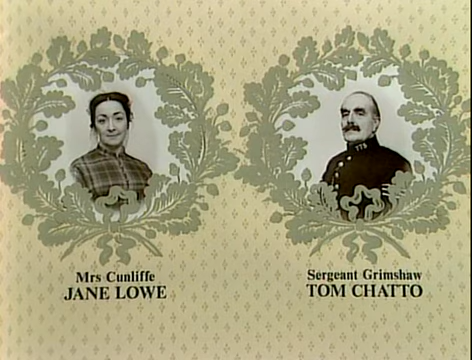 Mrs Cunliffe
JANE LOWE
Sergeant Grimshaw
TOM CHATTO